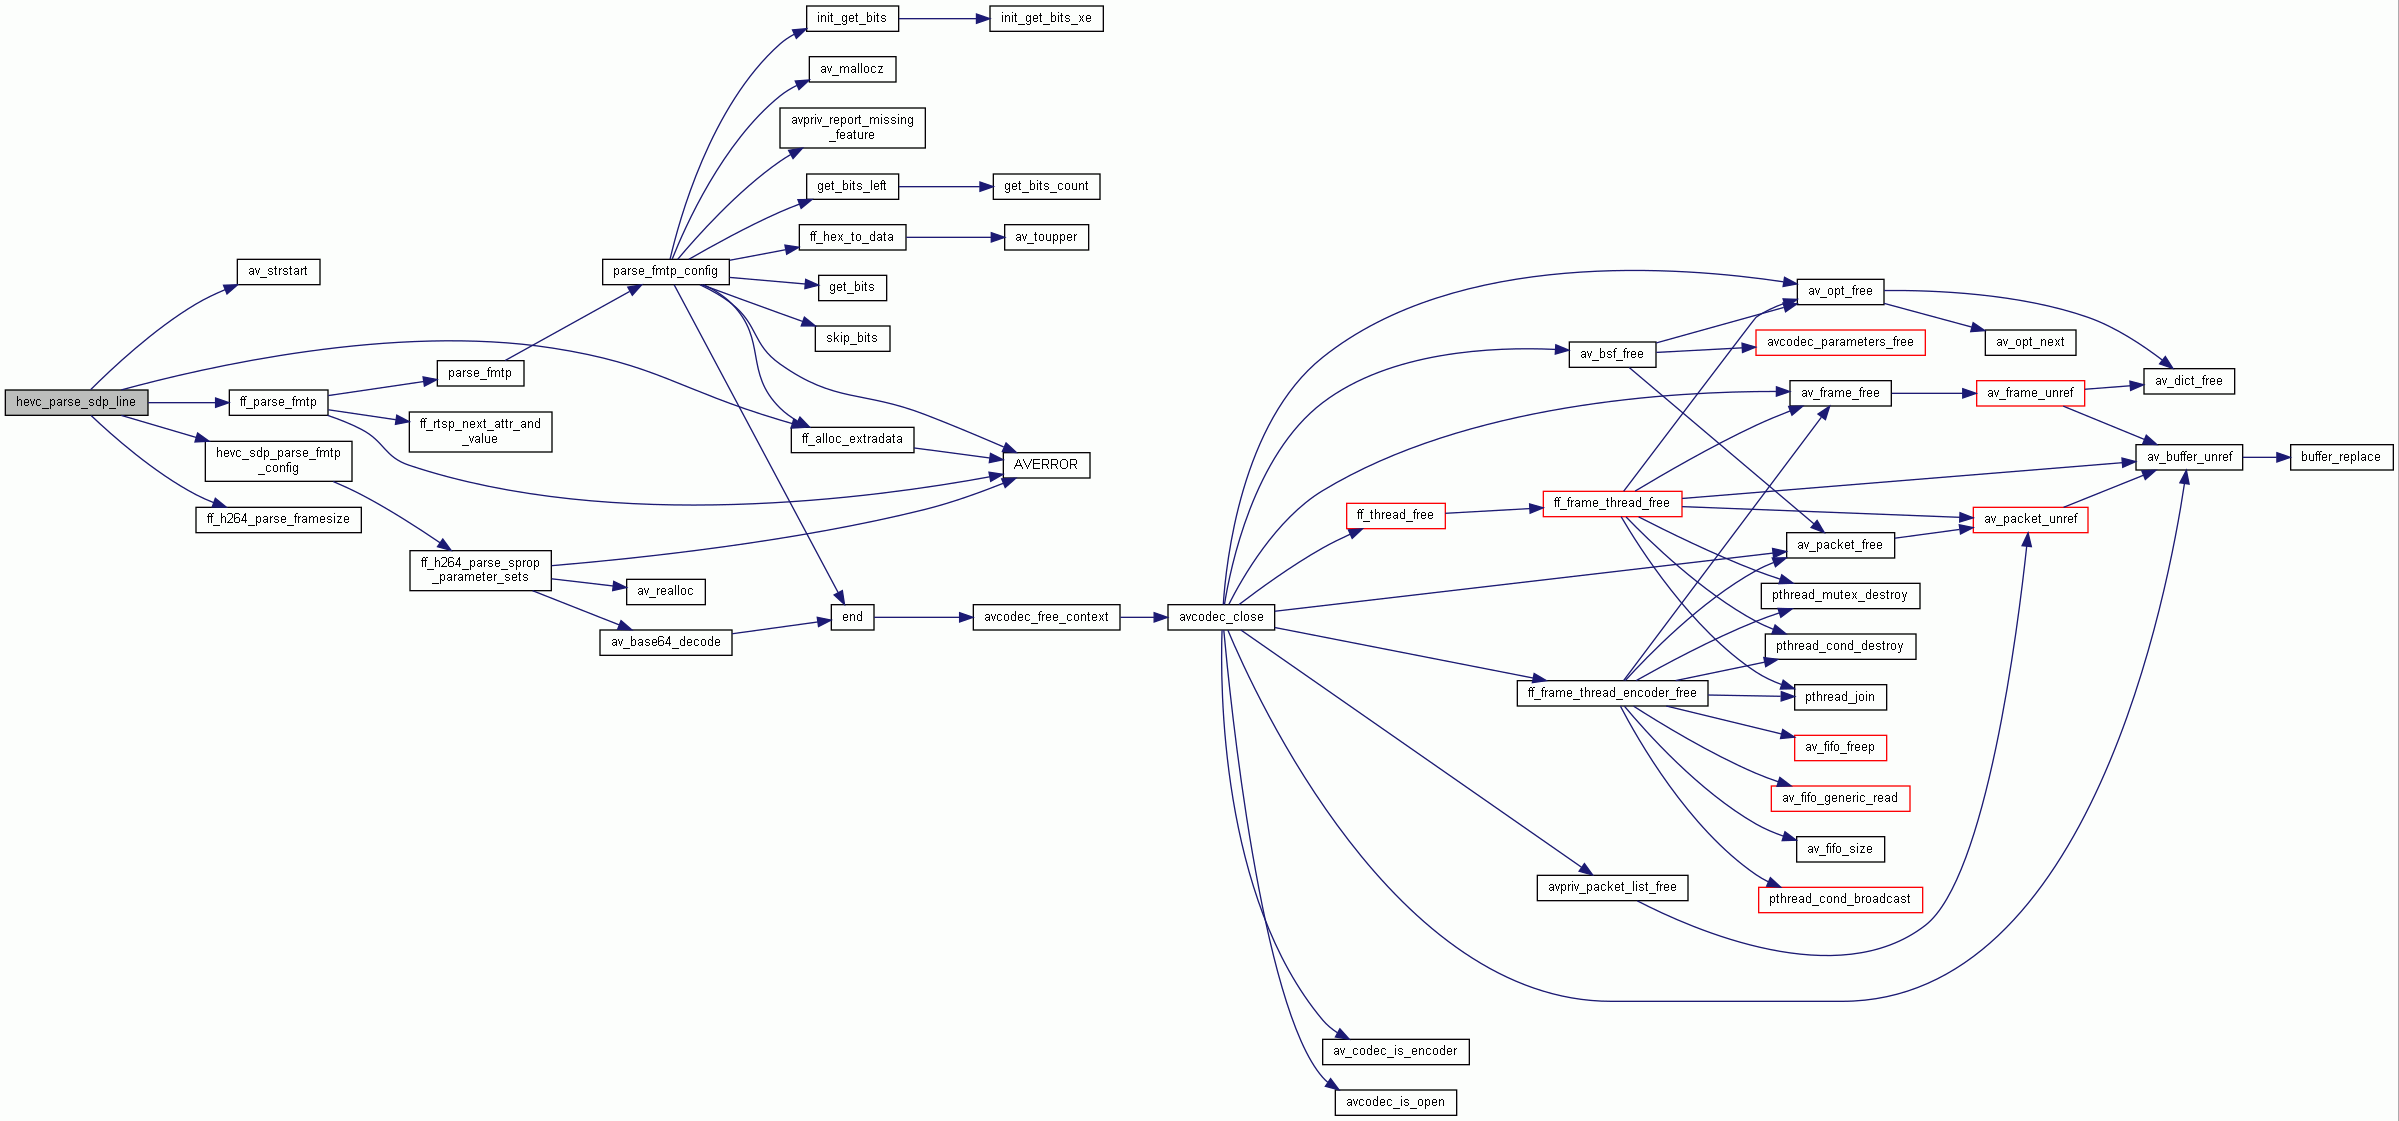 init_get_bits
init_get_bits_xe
av_mallocz
avpriv_report_missing
_feature
get_bits_left
get_bits_count
ff_hex_to_data
av_toupper
av_strstart
parse_fmtp_config
get_bits
skip_bits
parse_fmtp
hevc_parse_sdp_line
ff_parse_fmtp
ff_rtsp_next_attr_and
_value
ff_alloc_extradata
AVERROR
hevc_sdp_parse_fmtp
_config
ff_h264_parse_framesize
ff_h264_parse_sprop
_parameter_sets
av_realloc
av_base64_decode
end
avcodec_free_context
avcodec_close
av_opt_free
av_bsf_free
avcodec_parameters_free
av_opt_next
av_dict_free
av_frame_free
av_frame_unref
av_buffer_unref
buffer_replace
ff_thread_free
ff_frame_thread_free
av_packet_unref
av_packet_free
pthread_mutex_destroy
pthread_cond_destroy
ff_frame_thread_encoder_free
pthread_join
av_fifo_freep
av_fifo_generic_read
av_fifo_size
avpriv_packet_list_free
pthread_cond_broadcast
av_codec_is_encoder
avcodec_is_open